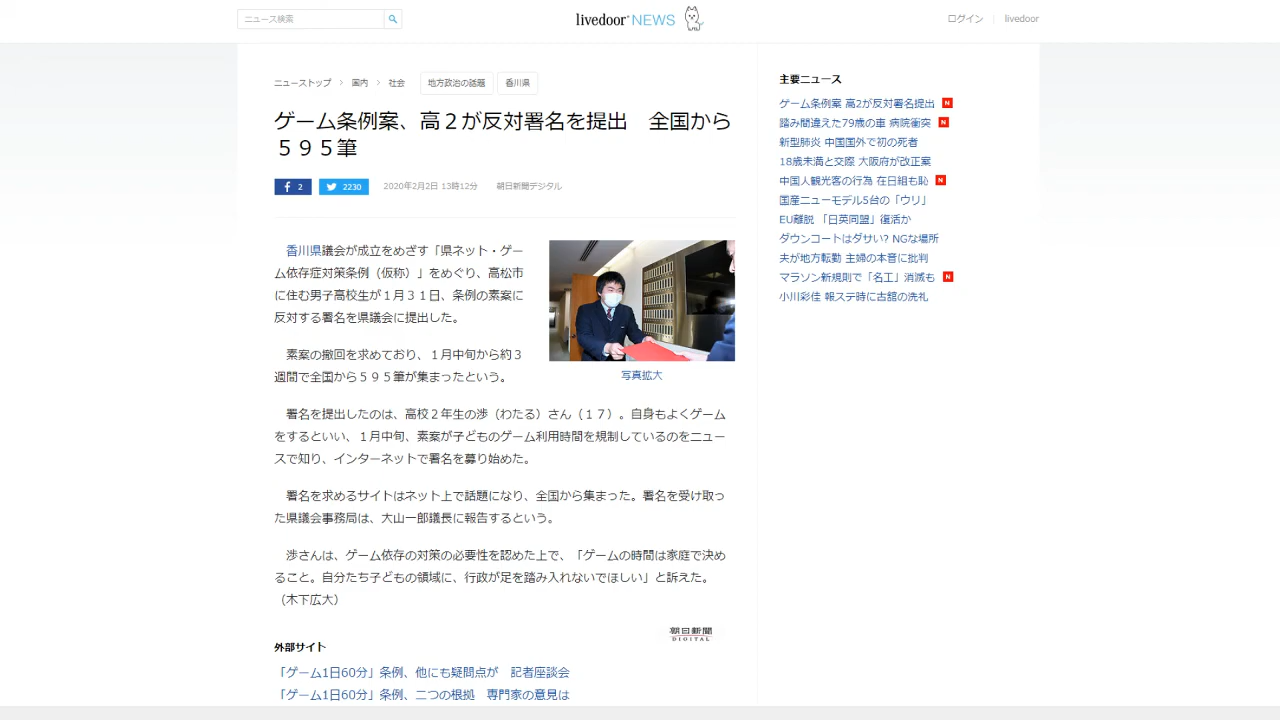 ニュース検索
livedoor NEWS
ログイン
livedoor
ニューストップ > 国内 > 社会 地方政治の話題 香川県
ゲーム条例案、高２が反対署名を提出　全国から
５９５筆
2
2230
2020年2月2日 13時12分
朝日新聞デジタル
香川県議会が成立をめざす「県ネット・ゲー
ム依存症対策条例（仮称）」をめぐり、高松市
に住む男子高校生が１月３１日、条例の素案に
反対する署名を県議会に提出した。
写真拡大
素案の撤回を求めており、１月中旬から約３
週間で全国から５９５筆が集まったという。
署名を提出したのは、高校２年生の渉（わたる）さん（１７）。自身もよくゲーム
をするといい、１月中旬、素案が子どものゲーム利用時間を規制しているのをニュー
スで知り、インターネットで署名を募り始めた。
署名を求めるサイトはネット上で話題になり、全国から集まった。署名を受け取っ
た県議会事務局は、大山一郎議長に報告するという。
渉さんは、ゲーム依存の対策の必要性を認めた上で、「ゲームの時間は家庭で決め
ること。自分たち子どもの領域に、行政が足を踏み入れないでほしい」と訴えた。
（木下広大）
朝日新聞
DIGITAL
外部サイト
「ゲーム1日60分」条例、他にも疑問点が　記者座談会
「ゲーム1日60分」条例、二つの根拠　専門家の意見は
主要ニュース
ゲーム条例案 高2が反対署名提出 N
踏み間違えた79歳の車 病院衝突 N
新型肺炎 中国国外で初の死者
18歳未満と交際 大阪府が改正案
中国人観光客の行為 在日組も恥 N
国産ニューモデル5台の「ウリ」
EU離脱 「日英同盟」復活か
ダウンコートはダサい? NGな場所
夫が地方転勤 主婦の本音に批判
マラソン新規則で「名工」消滅も N
小川彩佳 報ステ時に古舘の洗礼